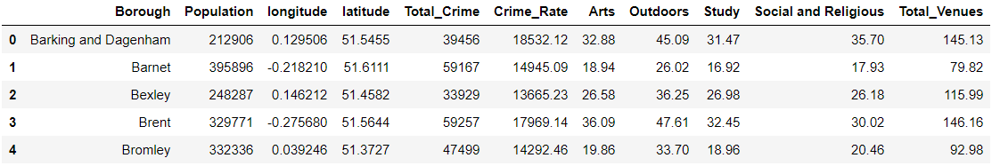 Borough Population longitude latitude Total_Crime Crime_Rate Arts Outdoors Study Social and Religious Total_Venues
0 Barking and Dagenham 212906 0.129506 51.5455 39456 18532.12 32.88 45.09 31.47 35.70 145.13
1 Barnet 395896 -0.218210 51.6111 59167 14945.09 18.94 26.02 16.92 17.93 79.82
2 Bexley 248287 0.146212 51.4582 33929 13665.23 26.58 36.25 26.98 26.18 115.99
3 Brent 329771 -0.275680 51.5644 59257 17969.14 36.09 47.61 32.45 30.02 146.16
4 Bromley 332336 0.039246 51.3727 47499 14292.46 19.86 33.70 18.96 20.46 92.98